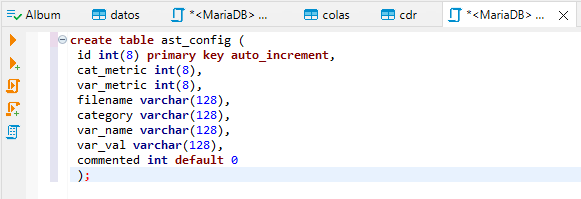 Album datos *<MariaDB> ... colas cdr *<MariaDB> ...
create table ast_config (
id int(8) primary key auto_increment,
cat_metric int(8),
var_metric int(8),
filename varchar(128),
category varchar(128),
var_name varchar(128),
var_val varchar(128),
commented int default 0
);